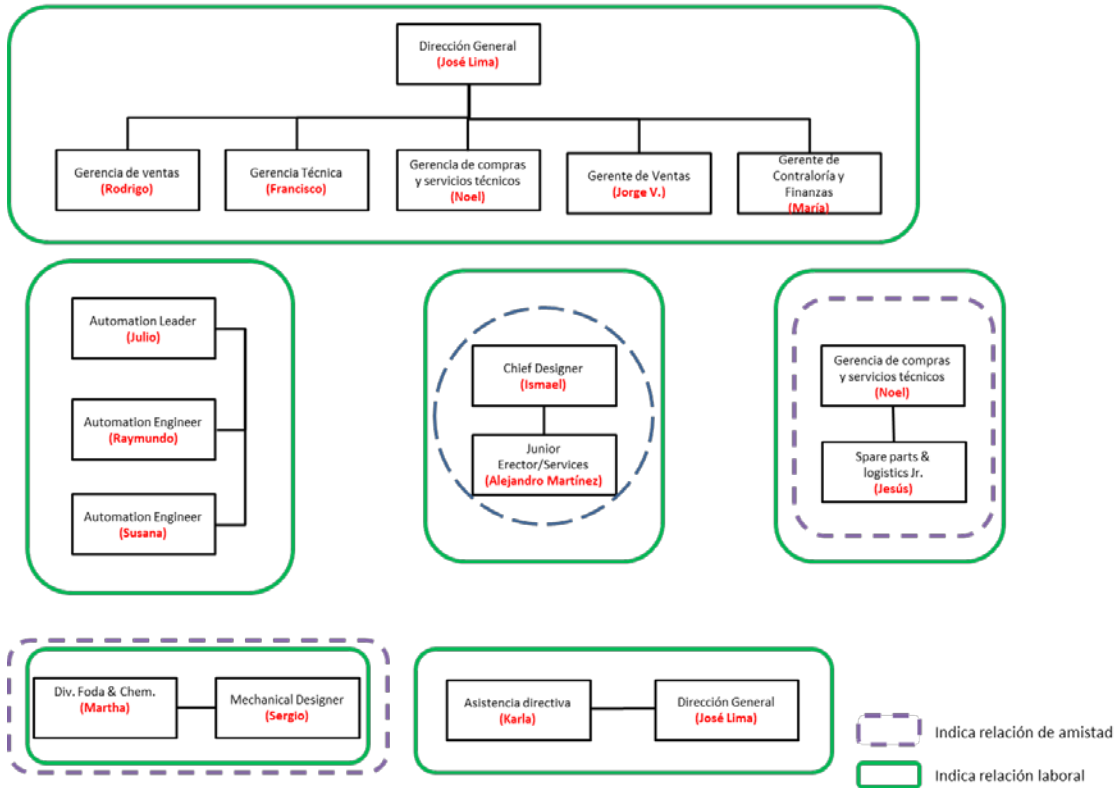 Dirección General
(José Lima)
Gerencia de ventas
(Rodrigo)
Gerencia Técnica
(Francisco)
Gerencia de compras
y servicios técnicos
(Noel)
Gerente de Ventas
(Jorge V.)
Gerente de
Contraloría y
Finanzas
(María)
Automation Leader
(Julio)
Automation Engineer
(Raymundo)
Automation Engineer
(Susana)
Chief Designer
(Ismael)
Junior
Erector/Services
(Alejandro Martínez)
Gerencia de compras
y servicios técnicos
(Noel)
Spare parts &
logistics Jr.
(Jesús)
Div. Foda & Chem.
(Martha)
Mechanical Designer
(Sergio)
Asistencia directiva
(Karla)
Dirección General
(José Lima)
Indica relación de amistad
Indica relación laboral